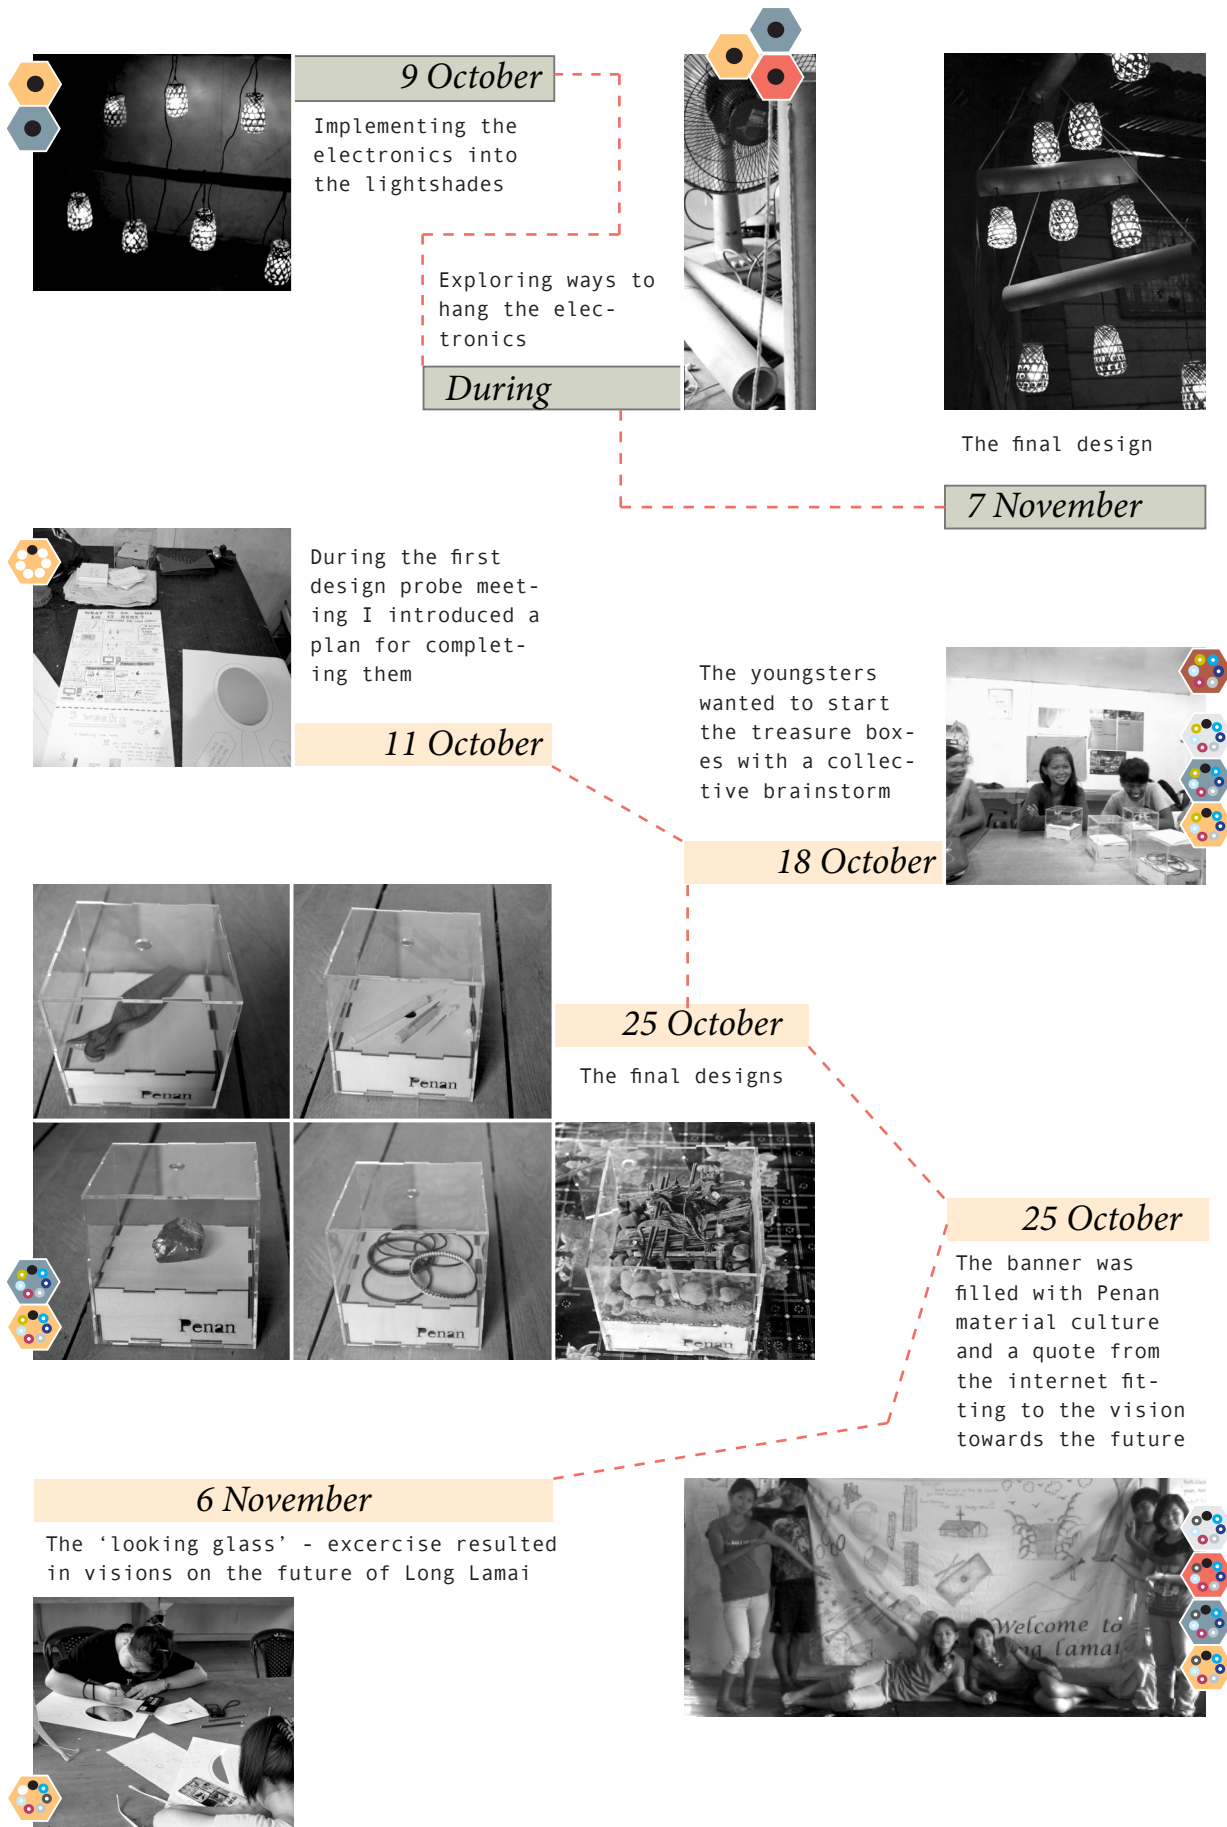 9 October
Implementing the
electronics into
the lightshades
Exploring ways to
hang the elec-
tronics
During
The final design
7 November
During the first
design probe meet-
ing I introduced a
plan for complet-
ing them
11 October
The youngsters
wanted to start
the treasure box-
es with a collec-
tive brainstorm
18 October
25 October
The final designs
Penan
Penan
Penan
Penan
Penan
25 October
The banner was
filled with Penan
material culture
and a quote from
the internet fit-
ting to the vision
towards the future
6 November
The ‘looking glass’ - excercise resulted
in visions on the future of Long Lamai
Welcome to
lamai